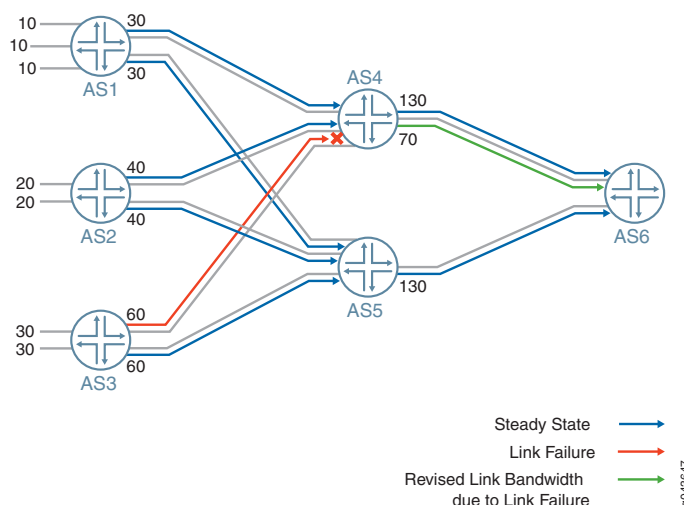 10
10
10
30
30
AS1
AS4
130
70
20
20
40
40
AS2
AS6
AS5
130
30
30
60
60
AS3
Steady State
Link Failure
Revised Link Bandwidth
due to Link Failure